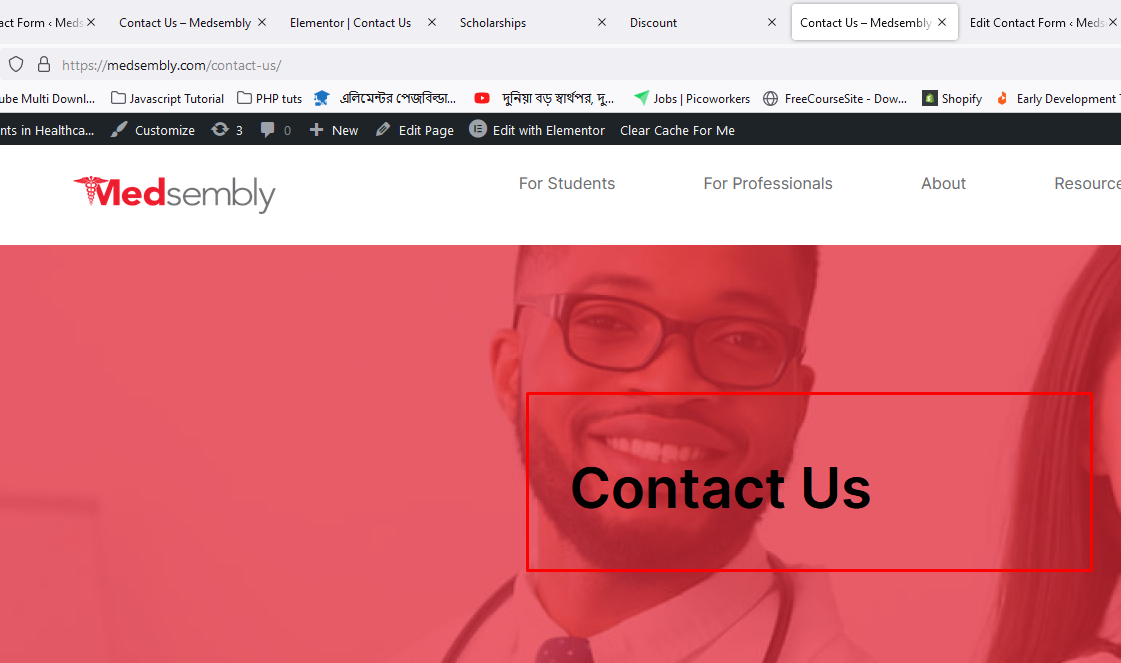 act Form ‹ Meds
Contact Us – Medsembly
Elementor | Contact Us
Scholarships
Discount
Contact Us – Medsembly
Edit Contact Form ‹ Meds
https://medsembly.com/contact-us/
ube Multi Downl...
Javascript Tutorial
PHP tuts
এলিমেন্টর পেজবিল্ডা...
দুনিয়া বড় স্বার্থপর, দু...
Jobs | Picoworkers
FreeCourseSite - Dow...
Shopify
Early Development T
nts in Healthca...
Customize
3
0
New
Edit Page
Edit with Elementor
Clear Cache For Me
Medsembly
For Students
For Professionals
About
Resource
Contact Us